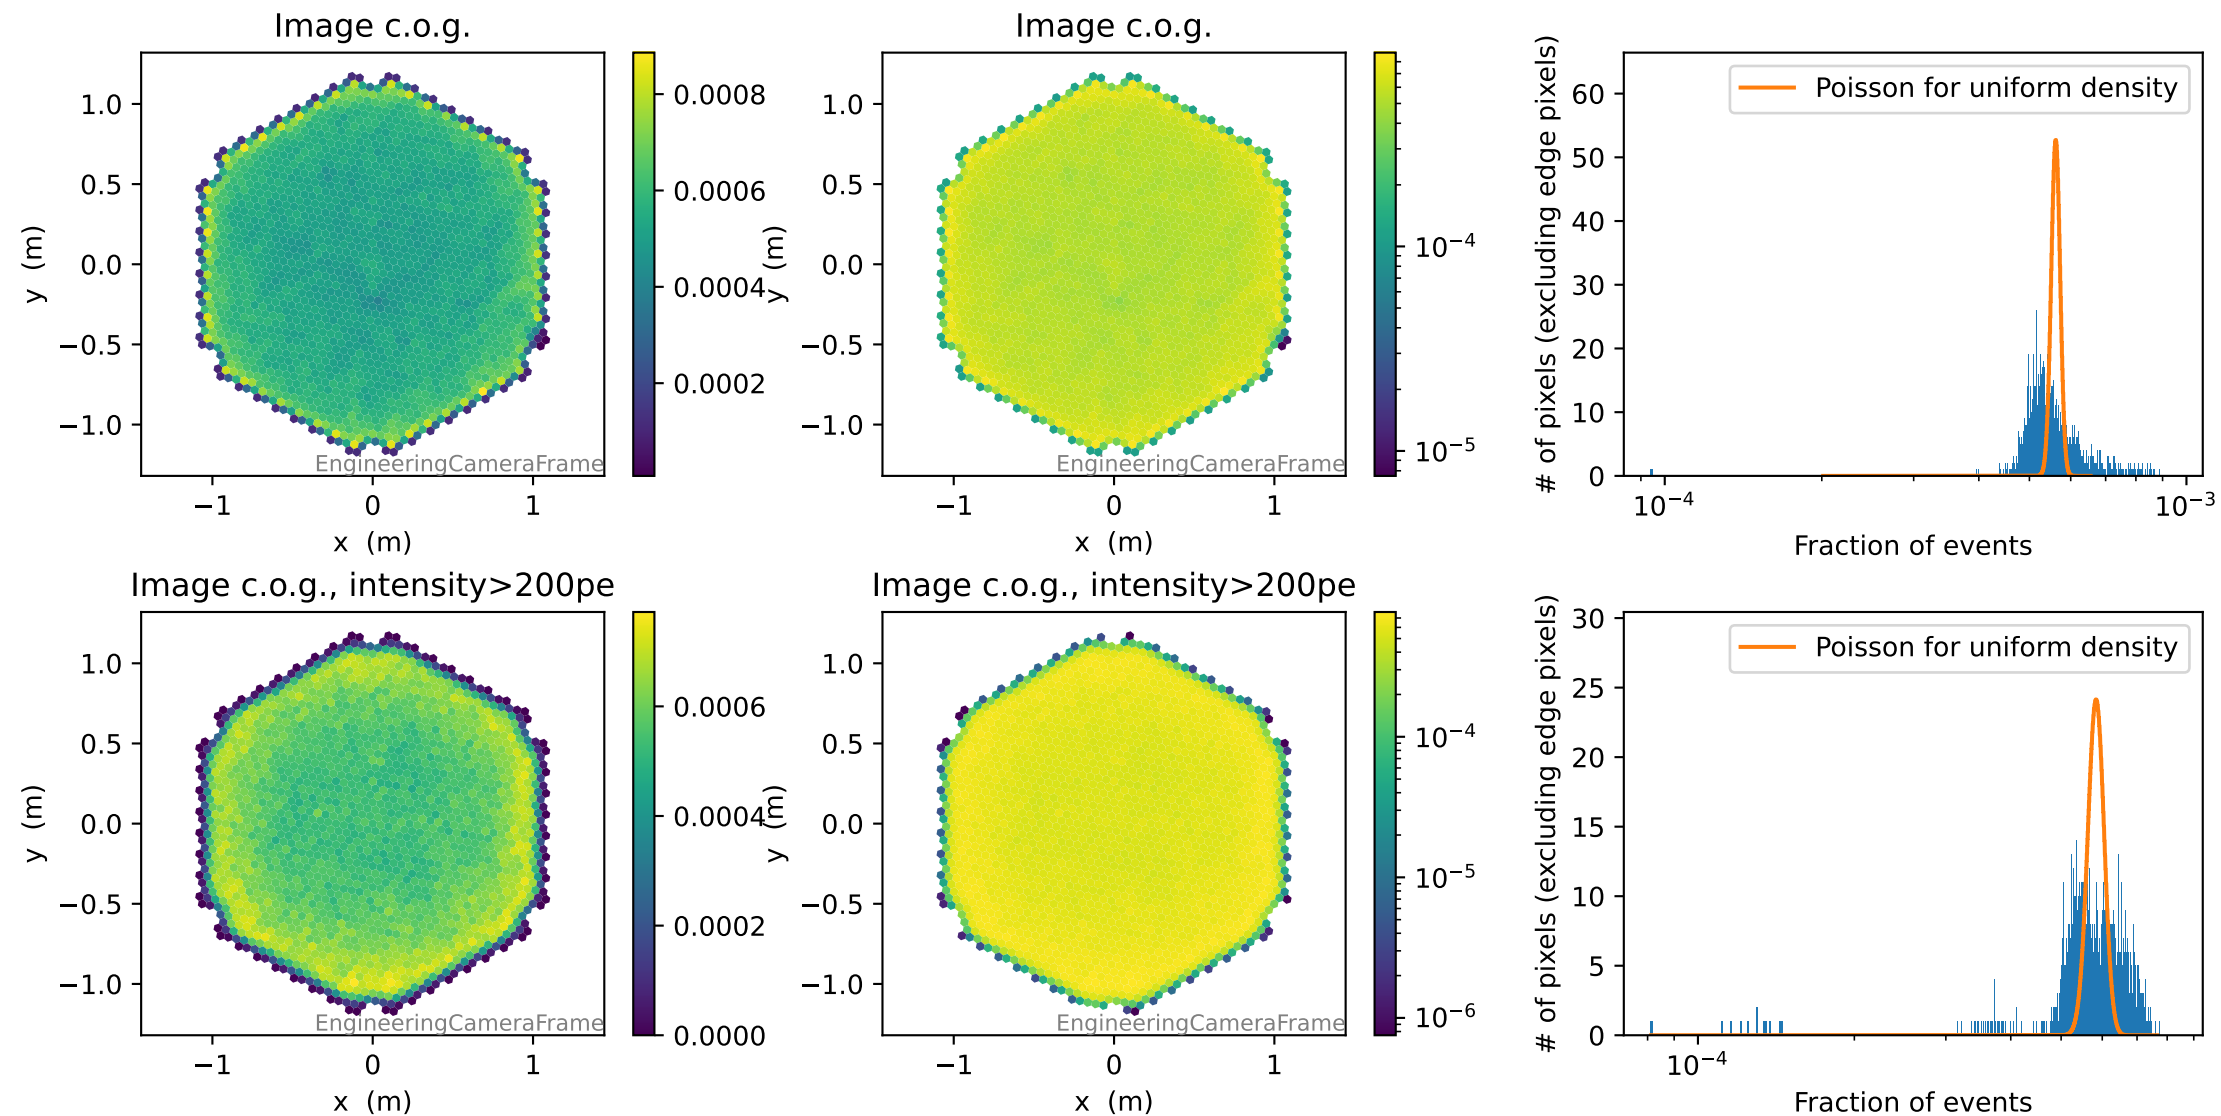 Image c.o.g.
1.0
0.5
0.0
−0.5
−1.0
y (m)
−1
0
1
x (m)
EngineeringCameraFrame
0.0008
0.0006
0.0004
0.0002
Image c.o.g.
1.0
0.5
0.0
−0.5
−1.0
y (m)
−1
0
1
x (m)
EngineeringCameraFrame
10⁻⁴
10⁻⁵
# of pixels (excluding edge pixels)
60
50
40
30
20
10
0
Poisson for uniform density
10⁻⁴
10⁻³
Fraction of events
Image c.o.g., intensity>200pe
1.0
0.5
0.0
−0.5
−1.0
y (m)
−1
0
1
x (m)
EngineeringCameraFrame
0.0006
0.0004
0.0002
0.0000
Image c.o.g., intensity>200pe
1.0
0.5
0.0
−0.5
−1.0
y (m)
−1
0
1
x (m)
EngineeringCameraFrame
10⁻⁴
10⁻⁵
10⁻⁶
# of pixels (excluding edge pixels)
30
25
20
15
10
5
0
Poisson for uniform density
10⁻⁴
Fraction of events